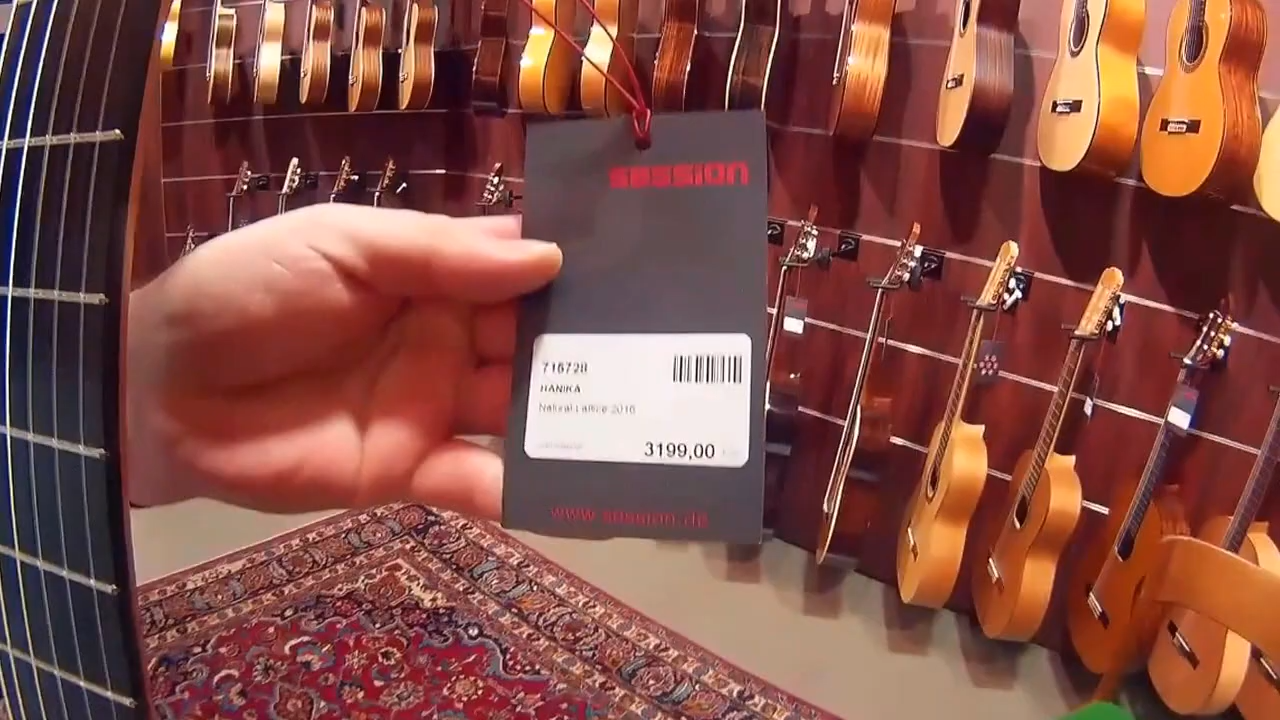 session
716728
HANIKA
Natural Lattice 2016
3199,00
www.session.de